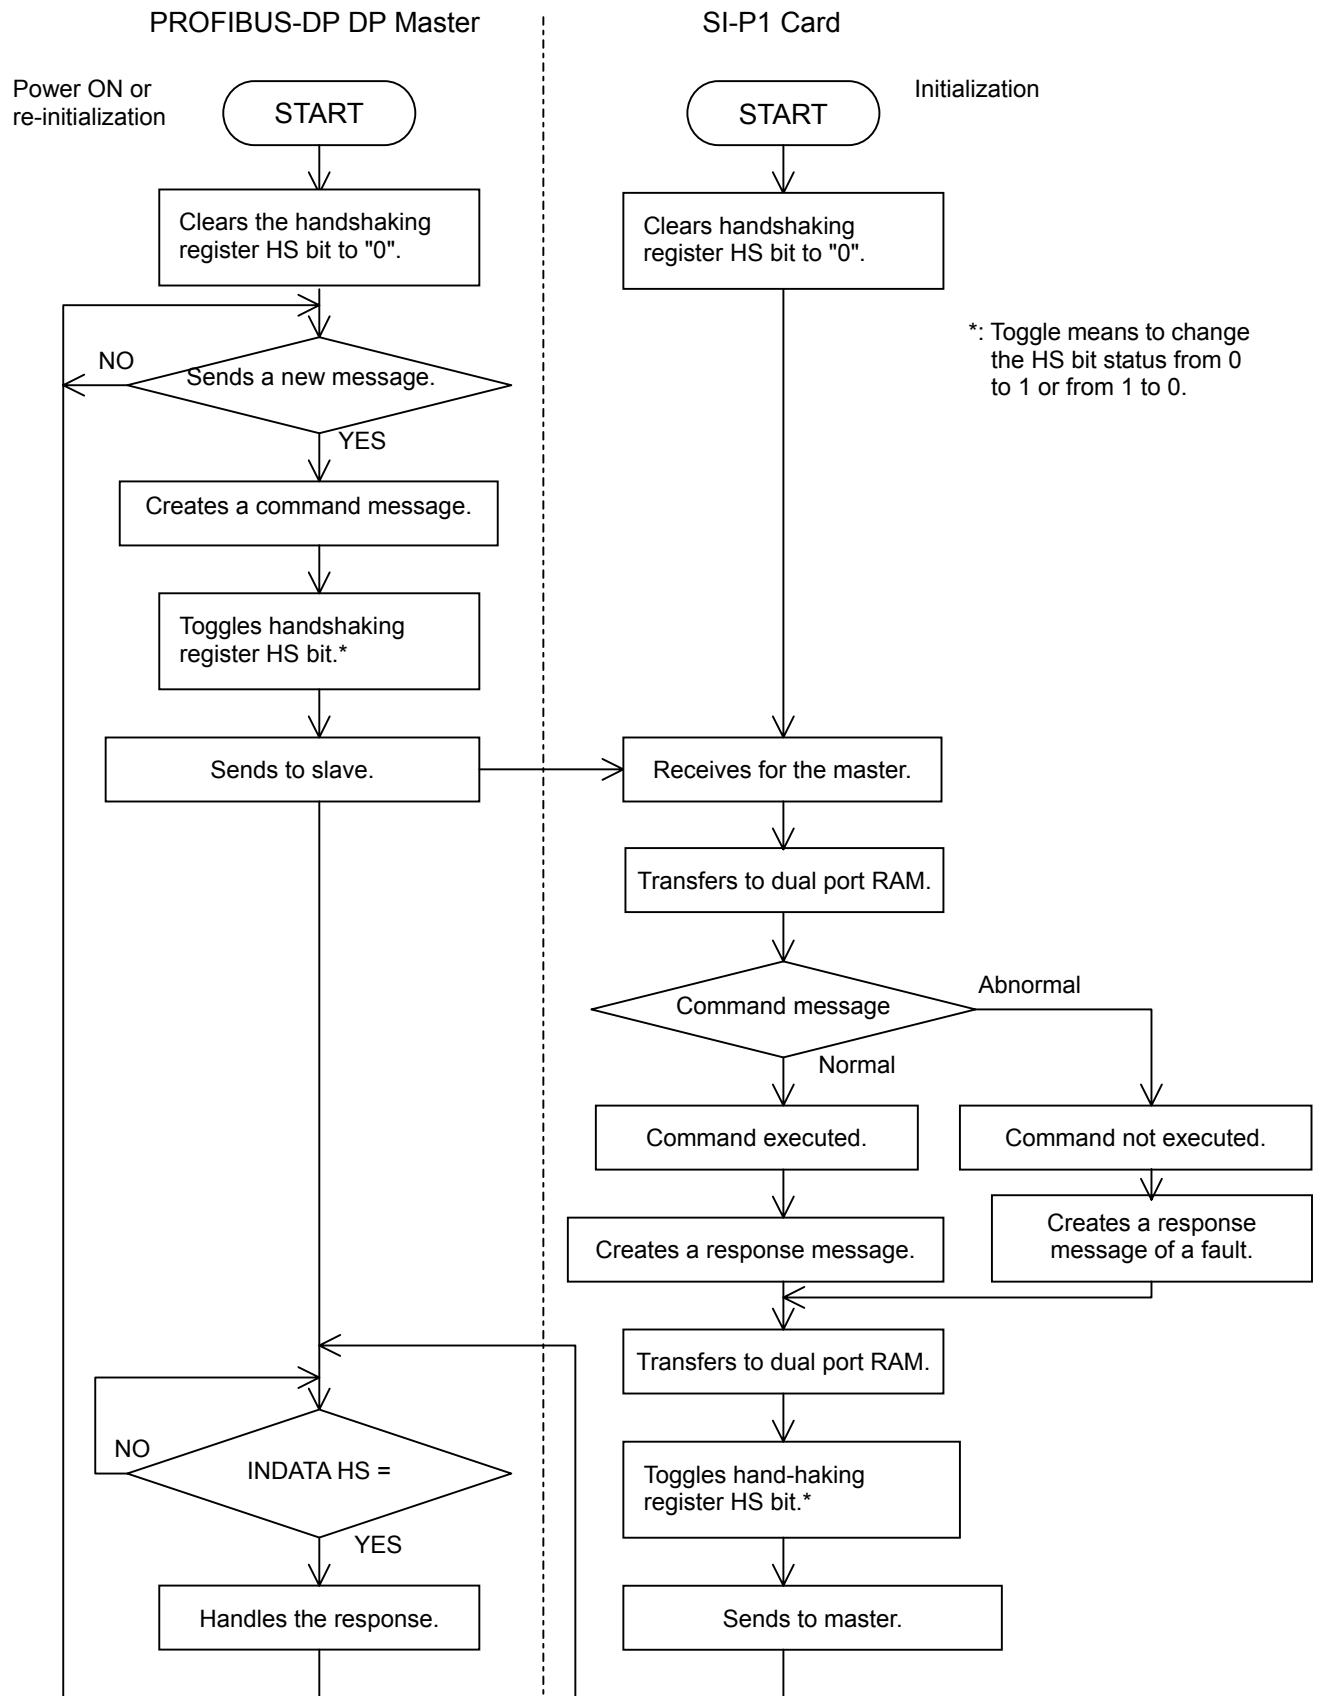 PROFIBUS-DP DP Master
SI-P1 Card
Power ON or
re-initialization
START
START
Initialization
Clears the handshaking
register HS bit to "0".
Clears handshaking
register HS bit to "0".
*: Toggle means to change
the HS bit status from 0
to 1 or from 1 to 0.
NO
Sends a new message.
YES
Creates a command message.
Toggles handshaking
register HS bit.*
Sends to slave.
Receives for the master.
Transfers to dual port RAM.
Command message
Abnormal
Normal
Command executed.
Command not executed.
Creates a response message.
Creates a response
message of a fault.
Transfers to dual port RAM.
NO
INDATA HS =
YES
Toggles hand-haking
register HS bit.*
Handles the response.
Sends to master.